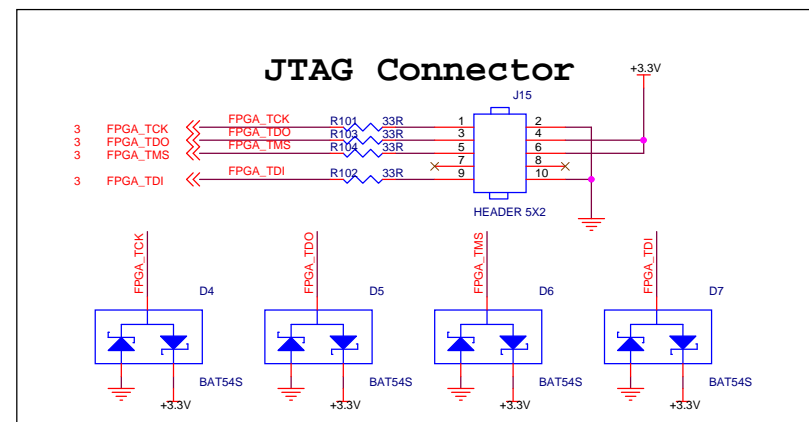 JTAG Connector
+3.3V
J15
3 FPGA_TCK FPGA_TCK R101 33R 1 2
3 FPGA_TDO FPGA_TDO R103 33R 3 4
3 FPGA_TMS FPGA_TMS R104 33R 5 6
7 8
3 FPGA_TDI FPGA_TDI R102 33R 9 10
HEADER 5X2
FPGA_TCK FPGA_TDO FPGA_TMS FPGA_TDI
D4 D5 D6 D7
BAT54S BAT54S BAT54S BAT54S
+3.3V +3.3V +3.3V +3.3V